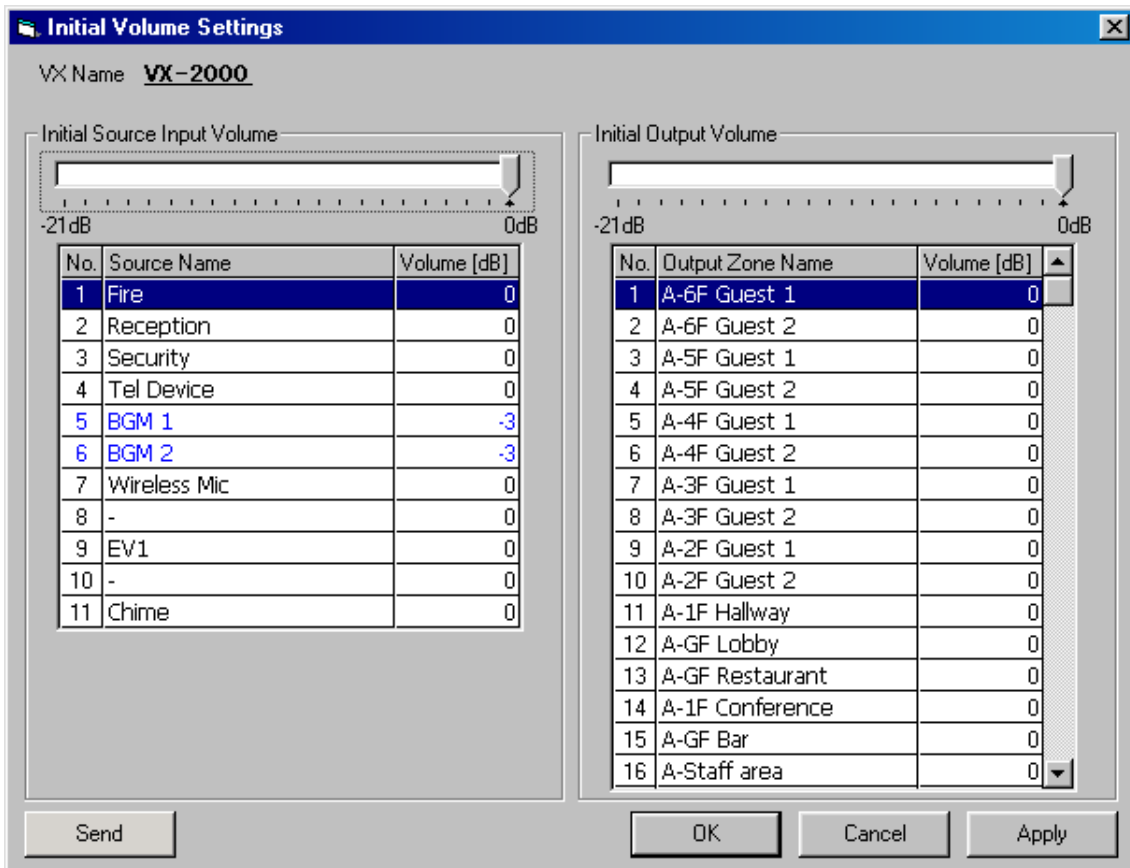 Initial Volume Settings
VX Name VX-2000
Initial Source Input Volume
-21dB 0dB
No. Source Name Volume [dB]
1 Fire 0
2 Reception 0
3 Security 0
4 Tel Device 0
5 BGM 1 -3
6 BGM 2 -3
7 Wireless Mic 0
8 - 0
9 EV1 0
10 - 0
11 Chime 0
Initial Output Volume
-21dB 0dB
No. Output Zone Name Volume [dB]
1 A-6F Guest 1 0
2 A-6F Guest 2 0
3 A-5F Guest 1 0
4 A-5F Guest 2 0
5 A-4F Guest 1 0
6 A-4F Guest 2 0
7 A-3F Guest 1 0
8 A-3F Guest 2 0
9 A-2F Guest 1 0
10 A-2F Guest 2 0
11 A-1F Hallway 0
12 A-GF Lobby 0
13 A-GF Restaurant 0
14 A-1F Conference 0
15 A-GF Bar 0
16 A-Staff area 0
Send OK Cancel Apply